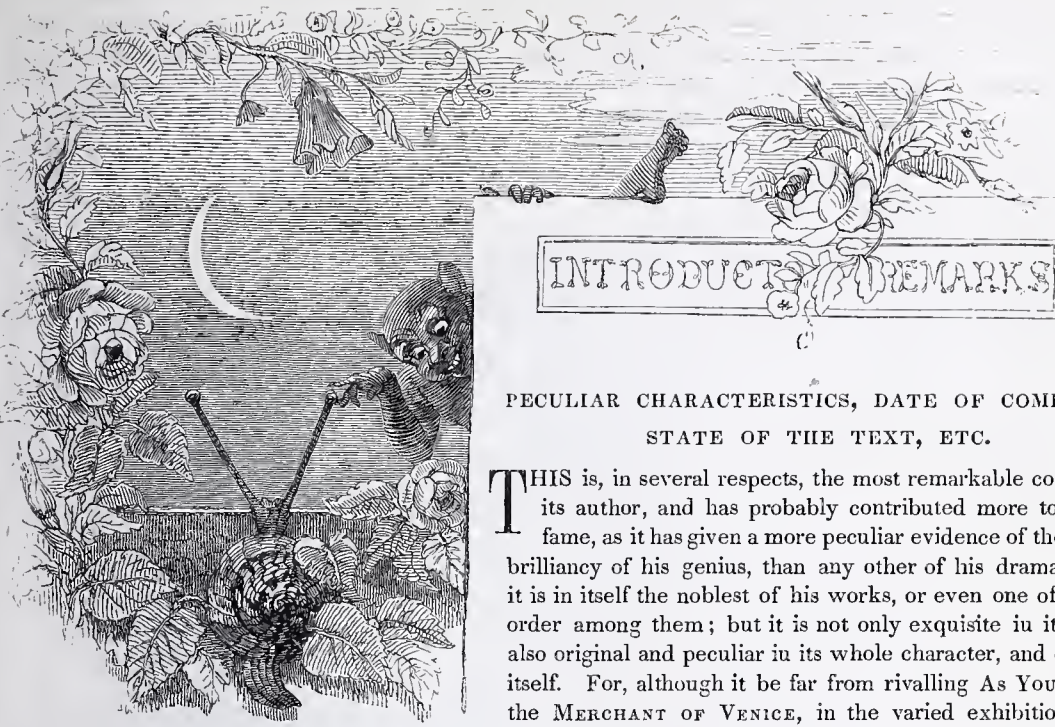 INTRODUCT REMARKS
PECULIAR CHARACTERISTICS, DATE OF COMP
STATE OF THE TEXT, ETC.
THIS is, in several respects, the most remarkable co
its author, and has probably contributed more to
fame, as it has given a more peculiar evidence of the
brilliancy of his genius, than any other of his drama
it is in itself the noblest of his works, or even one of
order among them; but it is not only exquisite in it
also original and peculiar in its whole character, and
itself. For, although it be far from rivalling As You
the MERCHANT OF VENICE, in the varied exhibitio